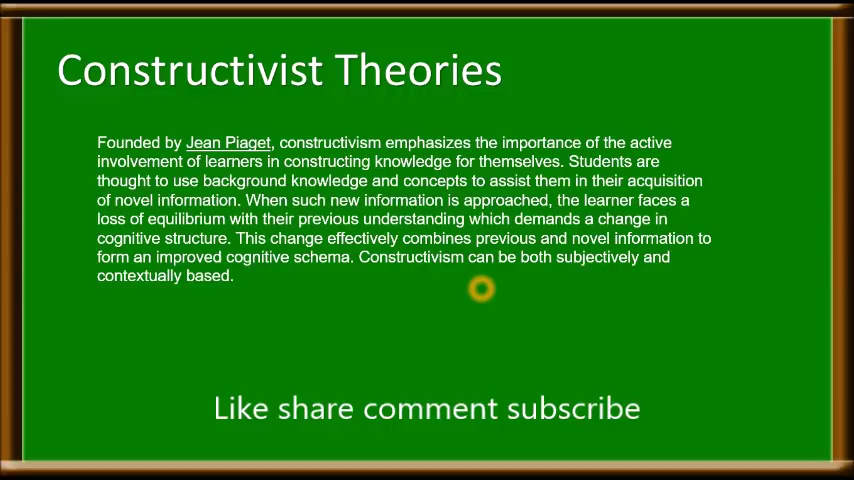 Constructivist Theories
Founded by Jean Piaget, constructivism emphasizes the importance of the active
involvement of learners in constructing knowledge for themselves. Students are
thought to use background knowledge and concepts to assist them in their acquisition
of novel information. When such new information is approached, the learner faces a
loss of equilibrium with their previous understanding which demands a change in
cognitive structure. This change effectively combines previous and novel information to
form an improved cognitive schema. Constructivism can be both subjectively and
contextually based.
Like share comment subscribe